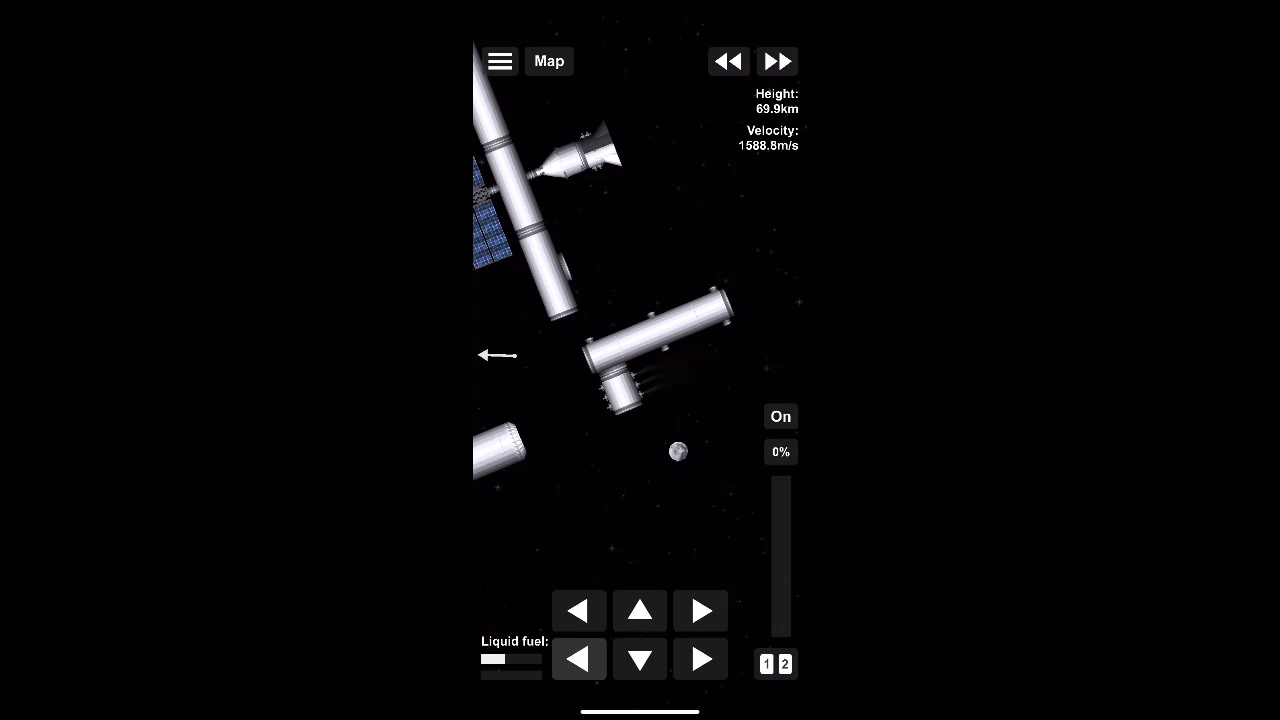 Map
Height:
69.9km
Velocity:
1588.8m/s
On
0%
Liquid fuel:
1 2